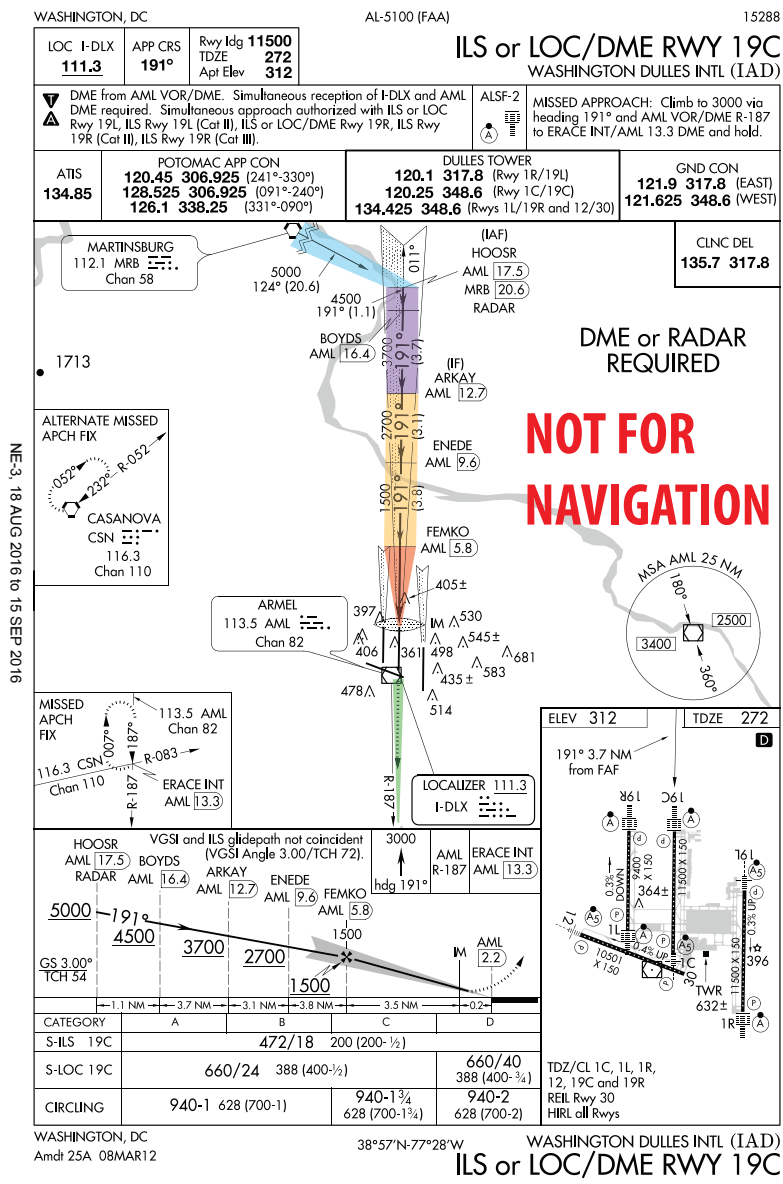 WASHINGTON, DC
AL-5100 (FAA)
15288
LOC I-DLX
111.3
APP CRS
191°
Rwy ldg 11500
TDZE 272
Apt Elev 312
ILS or LOC/DME RWY 19C
WASHINGTON DULLES INTL (IAD)
T
A
DME from AML VOR/DME. Simultaneous reception of I-DLX and AML
DME required. Simultaneous approach authorized with ILS or LOC
Rwy 19L, ILS Rwy 19L (Cat II), ILS or LOC/DME Rwy 19R, ILS Rwy
19R (Cat II), ILS Rwy 19R (Cat III).
ALSF-2
A
MISSED APPROACH: Climb to 3000 via
heading 191° and AML VOR/DME R-187
to ERACE INT/AML 13.3 DME and hold.
ATIS
134.85
POTOMAC APP CON
120.45 306.925 (241°-330°)
128.525 306.925 (091°-240°)
126.1 338.25 (331°-090°)
DULLES TOWER
120.1 317.8 (Rwy 1R/19L)
120.25 348.6 (Rwy 1C/19C)
134.425 348.6 (Rwys 1L/19R and 12/30)
GND CON
121.9 317.8 (EAST)
121.625 348.6 (WEST)
CLNC DEL
135.7 317.8
MARTINSBURG
112.1 MRB
Chan 58
5000
124° (20.6)
011°
(IAF)
HOOSR
AML 17.5
MRB 20.6
RADAR
4500
191° (1.1)
BOYDS
AML 16.4
3700
191°
(3.7)
DME or RADAR
REQUIRED
1713
(IF)
ARKAY
AML 12.7
2700
191°
(3.1)
ENEDE
AML 9.6
1500
191°
(3.8)
FEMKO
AML 5.8
NOT FOR
NAVIGATION
ALTERNATE MISSED
APCH FIX
052°
232°
R-052
CASANOVA
CSN
116.3
Chan 110
NE-3, 18 AUG 2016 to 15 SEP 2016
405±
ARMEL
113.5 AML
Chan 82
397
IM
530
406
361
498
545±
681
435±
583
478
514
MSA AML 25 NM
180°
2500
3400
360°
MISSED
APCH
FIX
007°
187°
113.5 AML
Chan 82
116.3 CSN
Chan 110
R-083
R-187
ERACE INT
AML 13.3
R-187
LOCALIZER 111.3
I-DLX
ELEV 312
TDZE 272
D
191° 3.7 NM
from FAF
19R
19C
A
A
P
P
0.3%
DOWN
9400
X 150
364±
11500 X 150
19L
A5
P
0.3% UP
A5
1L
A
P
0.4% UP
P
A5
1C
12
P
10501
X 150
P
30
TWR
632±
11500 X 150
396
P
1R
A
TDZ/CL 1C, 1L, 1R,
12, 19C and 19R
REIL Rwy 30
HIRL all Rwys
VGSI and ILS glidepath not coincident
(VGSI Angle 3.00/TCH 72).
3000
hdg 191°
AML
R-187
ERACE INT
AML 13.3
HOOSR
AML 17.5
RADAR
BOYDS
AML 16.4
ARKAY
AML 12.7
ENEDE
AML 9.6
FEMKO
AML 5.8
5000
191°
4500
3700
2700
1500
1500
IM
AML
2.2
GS 3.00°
TCH 54
1.1 NM
3.7 NM
3.1 NM
3.8 NM
3.5 NM
0.2
CATEGORY A B C D
S-ILS 19C 472/18 200 (200-½)
S-LOC 19C 660/24 388 (400-½) 660/40
388 (400-¾)
CIRCLING 940-1 628 (700-1) 940-1¾
628 (700-1¾)
940-2
628 (700-2)
WASHINGTON, DC
Amdt 25A 08MAR12
38°57'N-77°28'W
WASHINGTON DULLES INTL (IAD)
ILS or LOC/DME RWY 19C